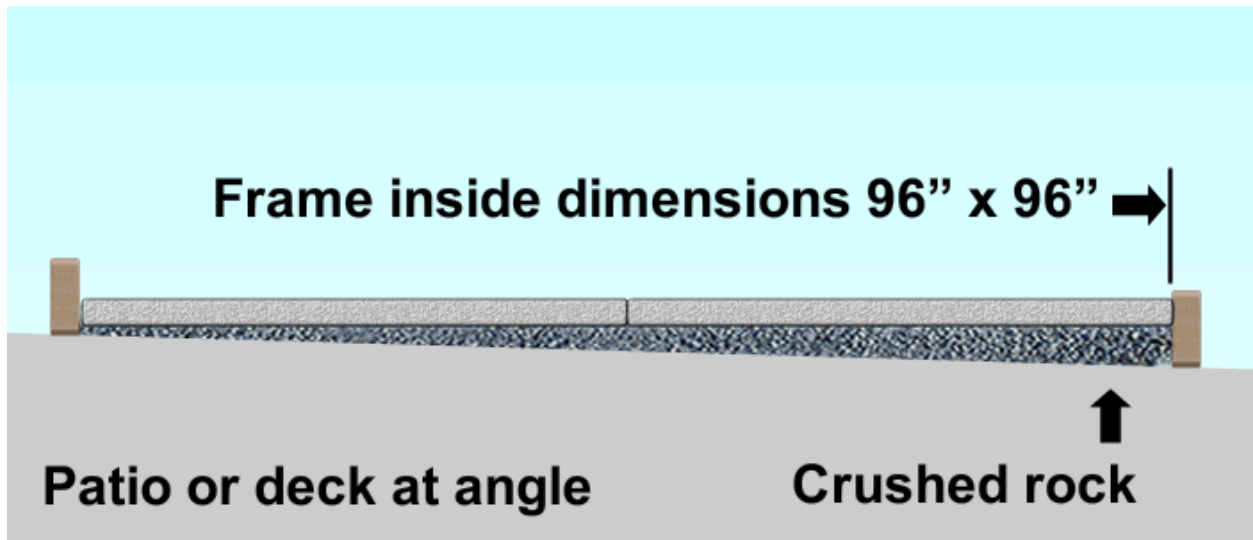 Frame inside dimensions 96” x 96”
Patio or deck at angle
Crushed rock